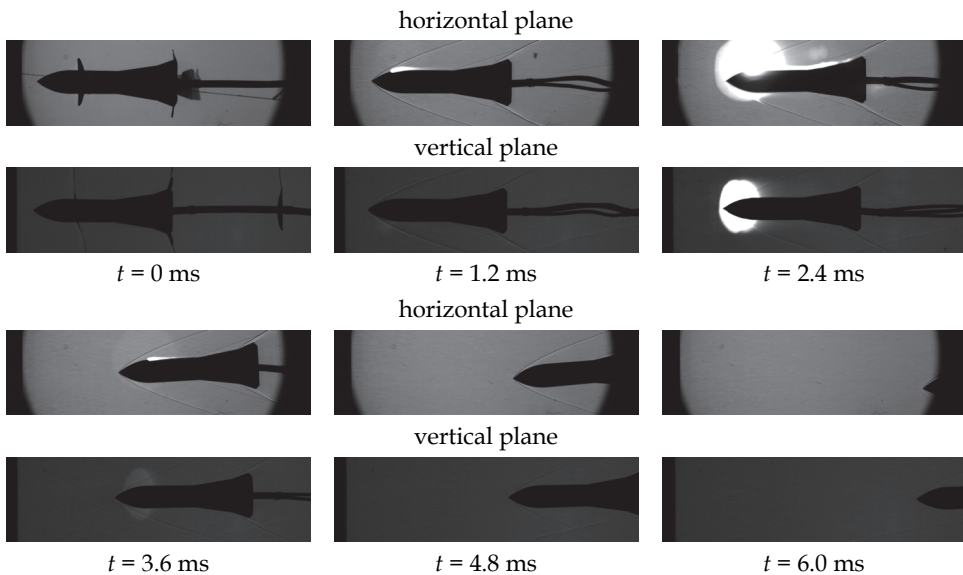 horizontal plane
vertical plane
t = 0 ms t = 1.2 ms t = 2.4 ms
horizontal plane
vertical plane
t = 3.6 ms t = 4.8 ms t = 6.0 ms